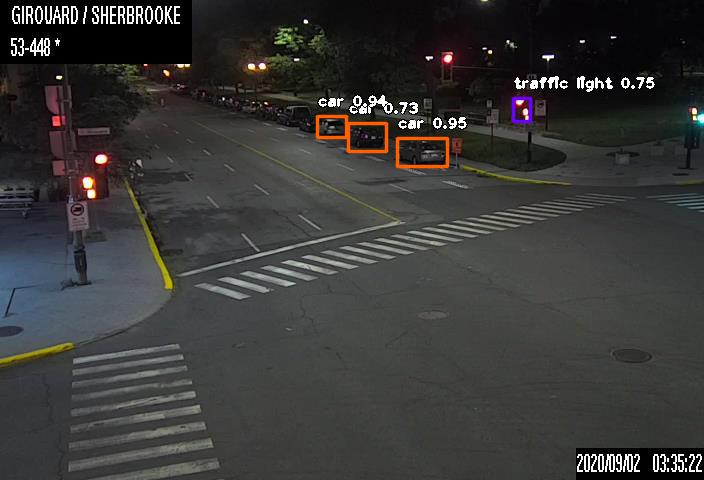 GIROUARD / SHERBROOKE
53-448 *
traffic light 0.75
car 0.94
car 0.73
car 0.95
2020/09/02 03:35:22